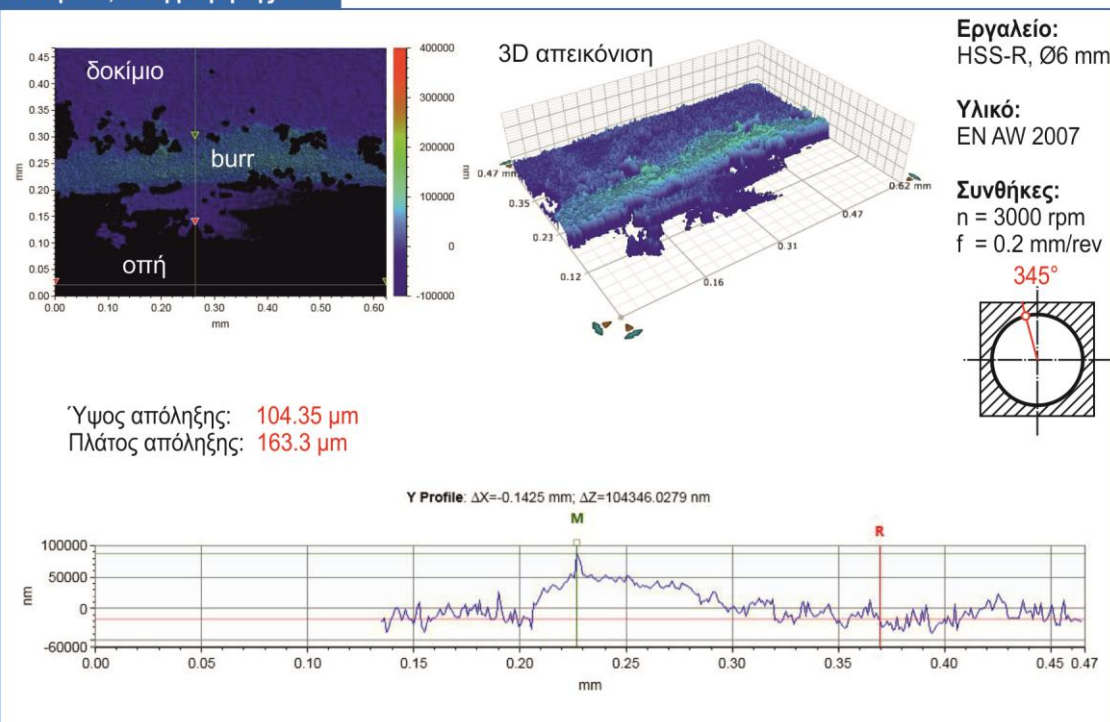 δοκίμιο
burr
οπή
0.45
0.40
0.35
0.30
0.25
0.20
0.15
0.10
0.05
0.00
mm
0.00 0.10 0.20 0.30 0.40 0.50 0.60
mm
400000
300000
200000
100000
0
-100000
nm
3D απεικόνιση
0.47 mm
0.35
0.23
0.12
0.16
0.31
0.47
0.62 mm
Εργαλείο:
HSS-R, Ø6 mm
Υλικό:
EN AW 2007
Συνθήκες:
n = 3000 rpm
f = 0.2 mm/rev
345°
Ύψος απόληξης: 104.35 μm
Πλάτος απόληξης: 163.3 μm
Y Profile: ΔX=-0.1425 mm; ΔZ=104346.0279 nm
M
R
100000
50000
0
-60000
nm
0.00 0.05 0.10 0.15 0.20 0.25 0.30 0.35 0.40 0.45 0.47
mm